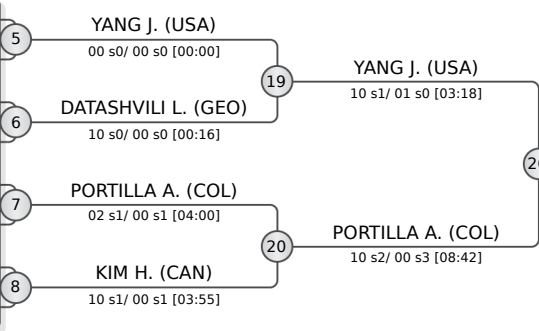 YANG J. (USA)
5
00 s0/ 00 s0 [00:00]
YANG J. (USA)
19
10 s1/ 01 s0 [03:18]
DATASHVILI L. (GEO)
6
10 s0/ 00 s0 [00:16]
PORTILLA A. (COL)
7
02 s1/ 00 s1 [04:00]
PORTILLA A. (COL)
20
10 s2/ 00 s3 [08:42]
KIM H. (CAN)
8
10 s1/ 00 s1 [03:55]